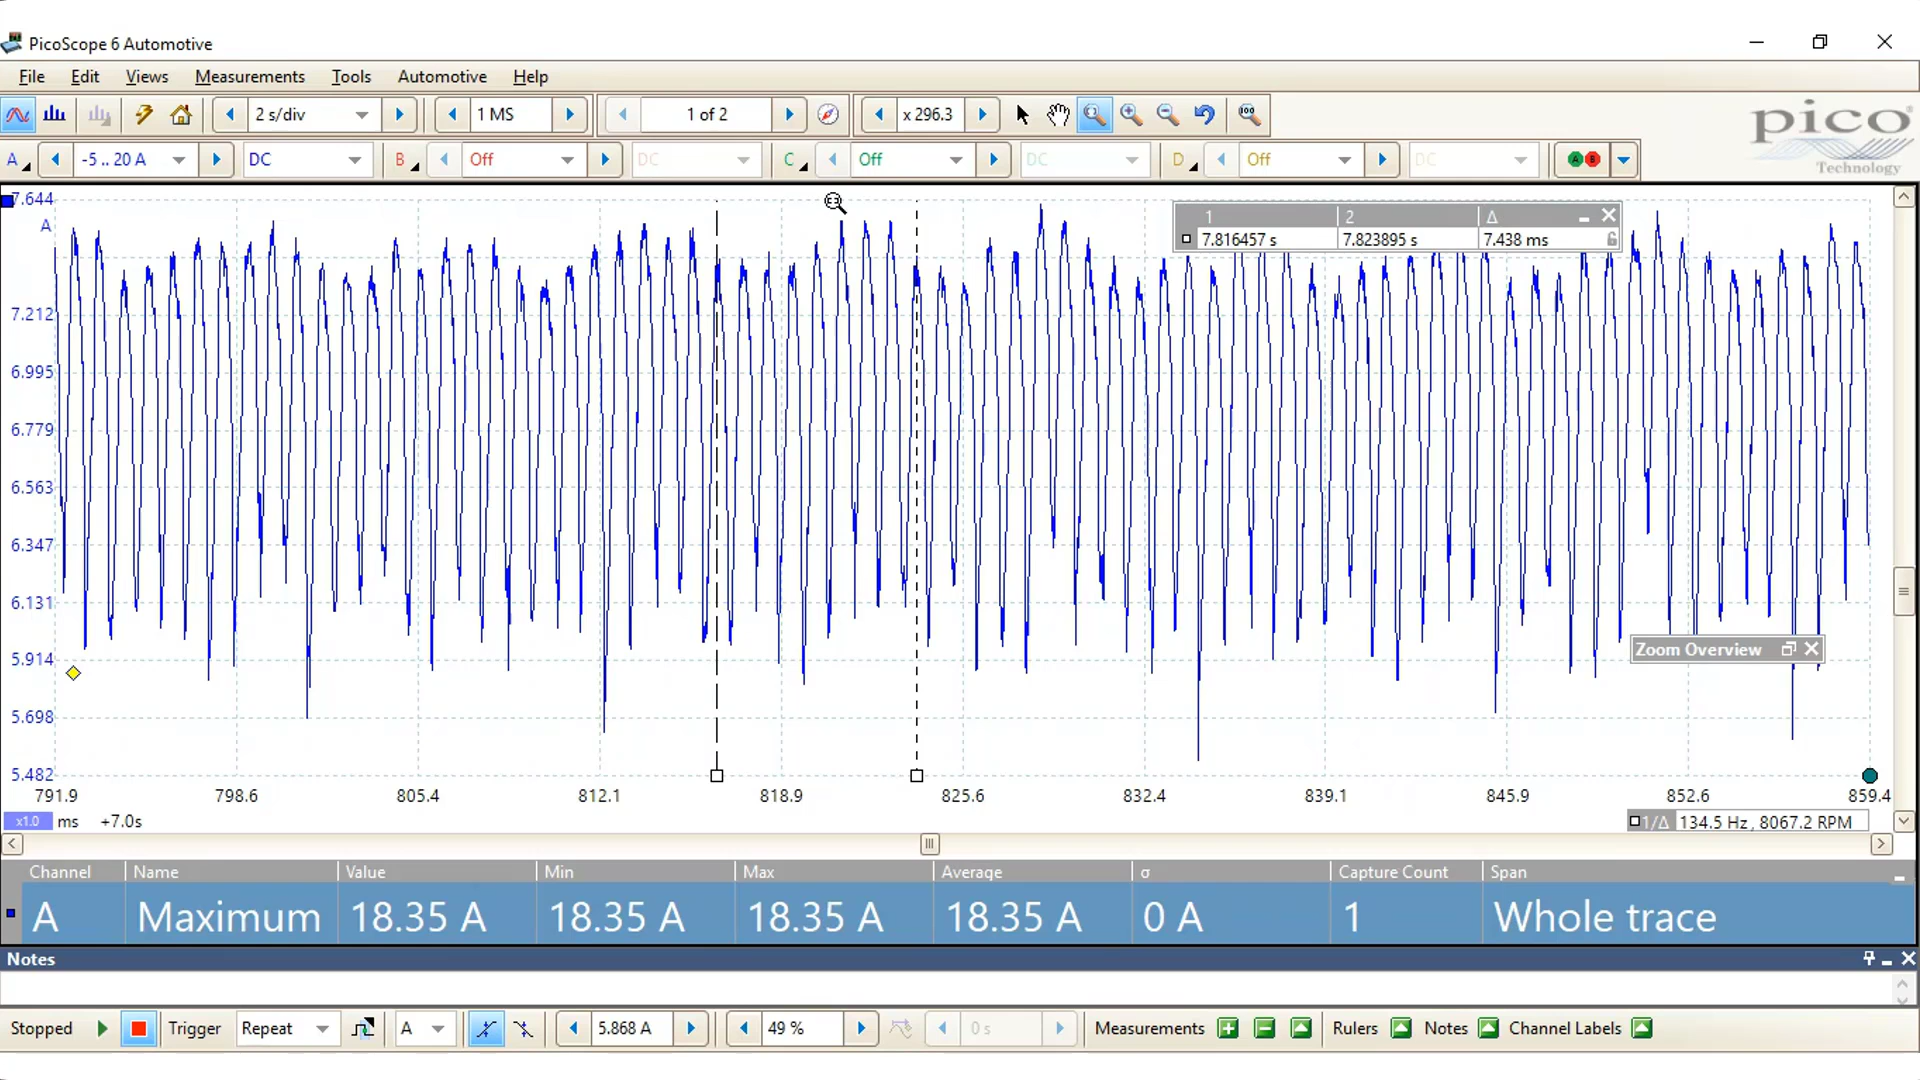 PicoScope 6 Automotive
File Edit Views Measurements Tools Automotive Help
2 s/div 1 MS 1 of 2 x 296.3
pico
Technology
A -5 .. 20 A DC B Off DC C Off DC D Off DC
7.644
A
1 2 Δ
7.816457 s 7.823895 s 7.438 ms
7.212
6.995
6.779
6.563
6.347
6.131
5.914
Zoom Overview
5.698
5.482
791.9 798.6 805.4 812.1 818.9 825.6 832.4 839.1 845.9 852.6 859.4
x1.0 ms +7.0s
1/Δ 134.5 Hz, 8067.2 RPM
Channel Name Value Min Max Average σ Capture Count Span
A Maximum 18.35 A 18.35 A 18.35 A 18.35 A 0 A 1 Whole trace
Notes
Stopped Trigger Repeat A 5.868 A 49 % 0 s Measurements Rulers Notes Channel Labels